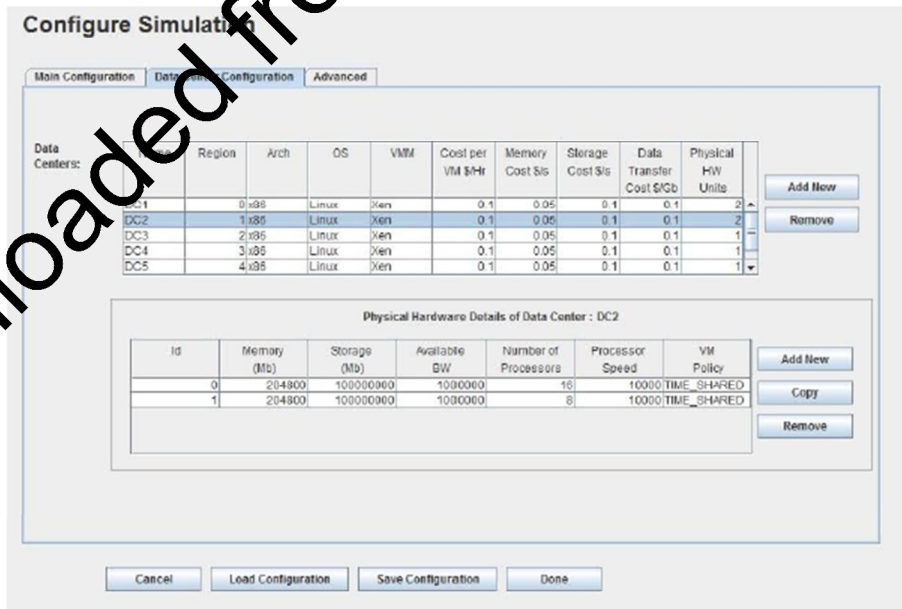 Configure Simulation
Main Configuration Data Center Configuration Advanced
Data Centers:
Name Region Arch OS VMM Cost per VM $/Hr Memory Cost $/s Storage Cost $/s Data Transfer Cost $/Gb Physical HW Units
DC1 0 x86 Linux Xen 0.1 0.05 0.1 0.1 2
DC2 1 x86 Linux Xen 0.1 0.05 0.1 0.1 2
DC3 2 x86 Linux Xen 0.1 0.05 0.1 0.1 1
DC4 3 x86 Linux Xen 0.1 0.05 0.1 0.1 1
DC5 4 x86 Linux Xen 0.1 0.05 0.1 0.1 1
Add New
Remove
Physical Hardware Details of Data Center : DC2
Id Memory (Mb) Storage (Mb) Available BW Number of Processors Processor Speed VM Policy
0 204800 100000000 1000000 16 10000 TIME_SHARED
1 204800 100000000 1000000 8 10000 TIME_SHARED
Add New
Copy
Remove
Cancel Load Configuration Save Configuration Done